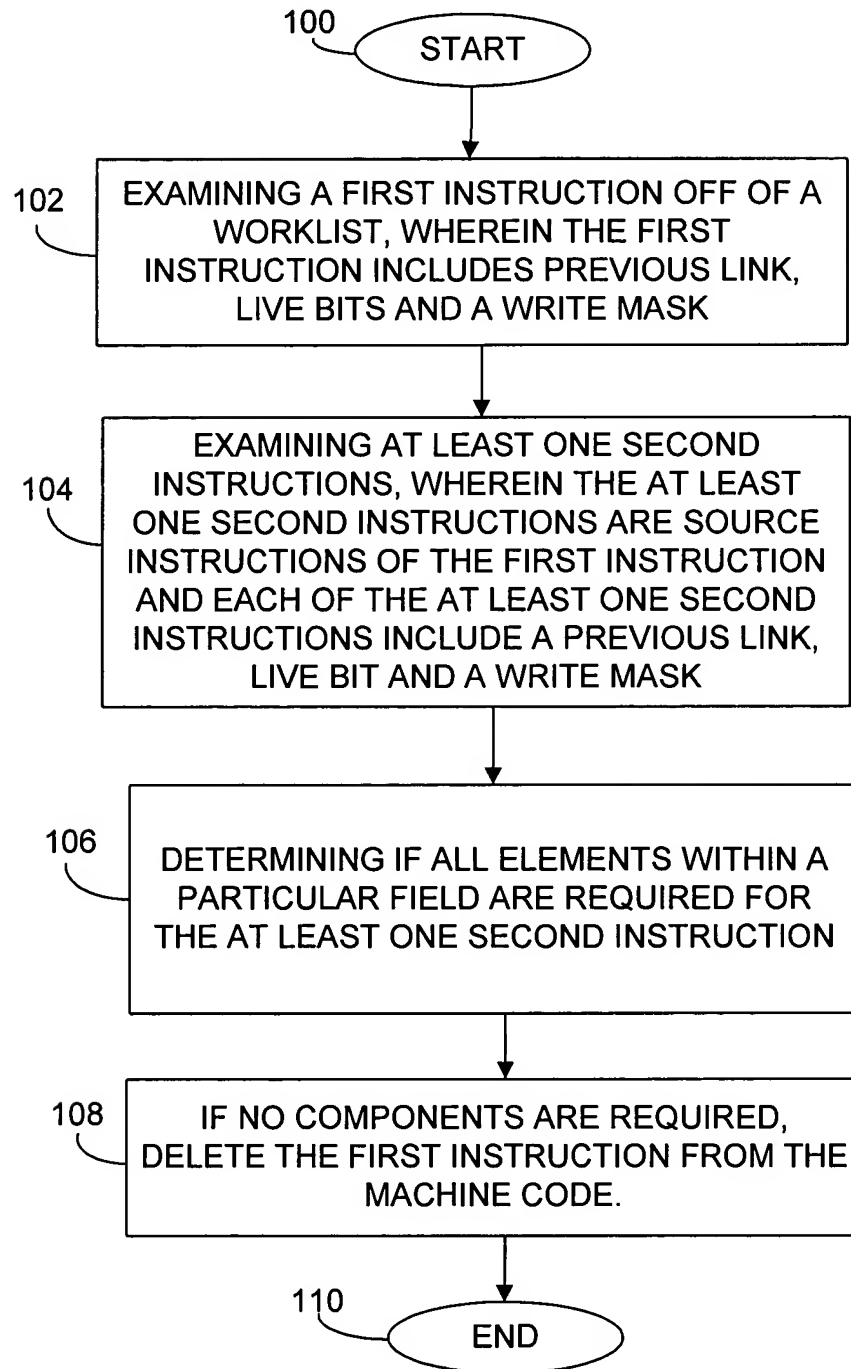 100
START
102
EXAMINING A FIRST INSTRUCTION OFF OF A
WORKLIST, WHEREIN THE FIRST
INSTRUCTION INCLUDES PREVIOUS LINK,
LIVE BITS AND A WRITE MASK
104
EXAMINING AT LEAST ONE SECOND
INSTRUCTIONS, WHEREIN THE AT LEAST
ONE SECOND INSTRUCTIONS ARE SOURCE
INSTRUCTIONS OF THE FIRST INSTRUCTION
AND EACH OF THE AT LEAST ONE SECOND
INSTRUCTIONS INCLUDE A PREVIOUS LINK,
LIVE BIT AND A WRITE MASK
106
DETERMINING IF ALL ELEMENTS WITHIN A
PARTICULAR FIELD ARE REQUIRED FOR
THE AT LEAST ONE SECOND INSTRUCTION
108
IF NO COMPONENTS ARE REQUIRED,
DELETE THE FIRST INSTRUCTION FROM THE
MACHINE CODE.
110
END